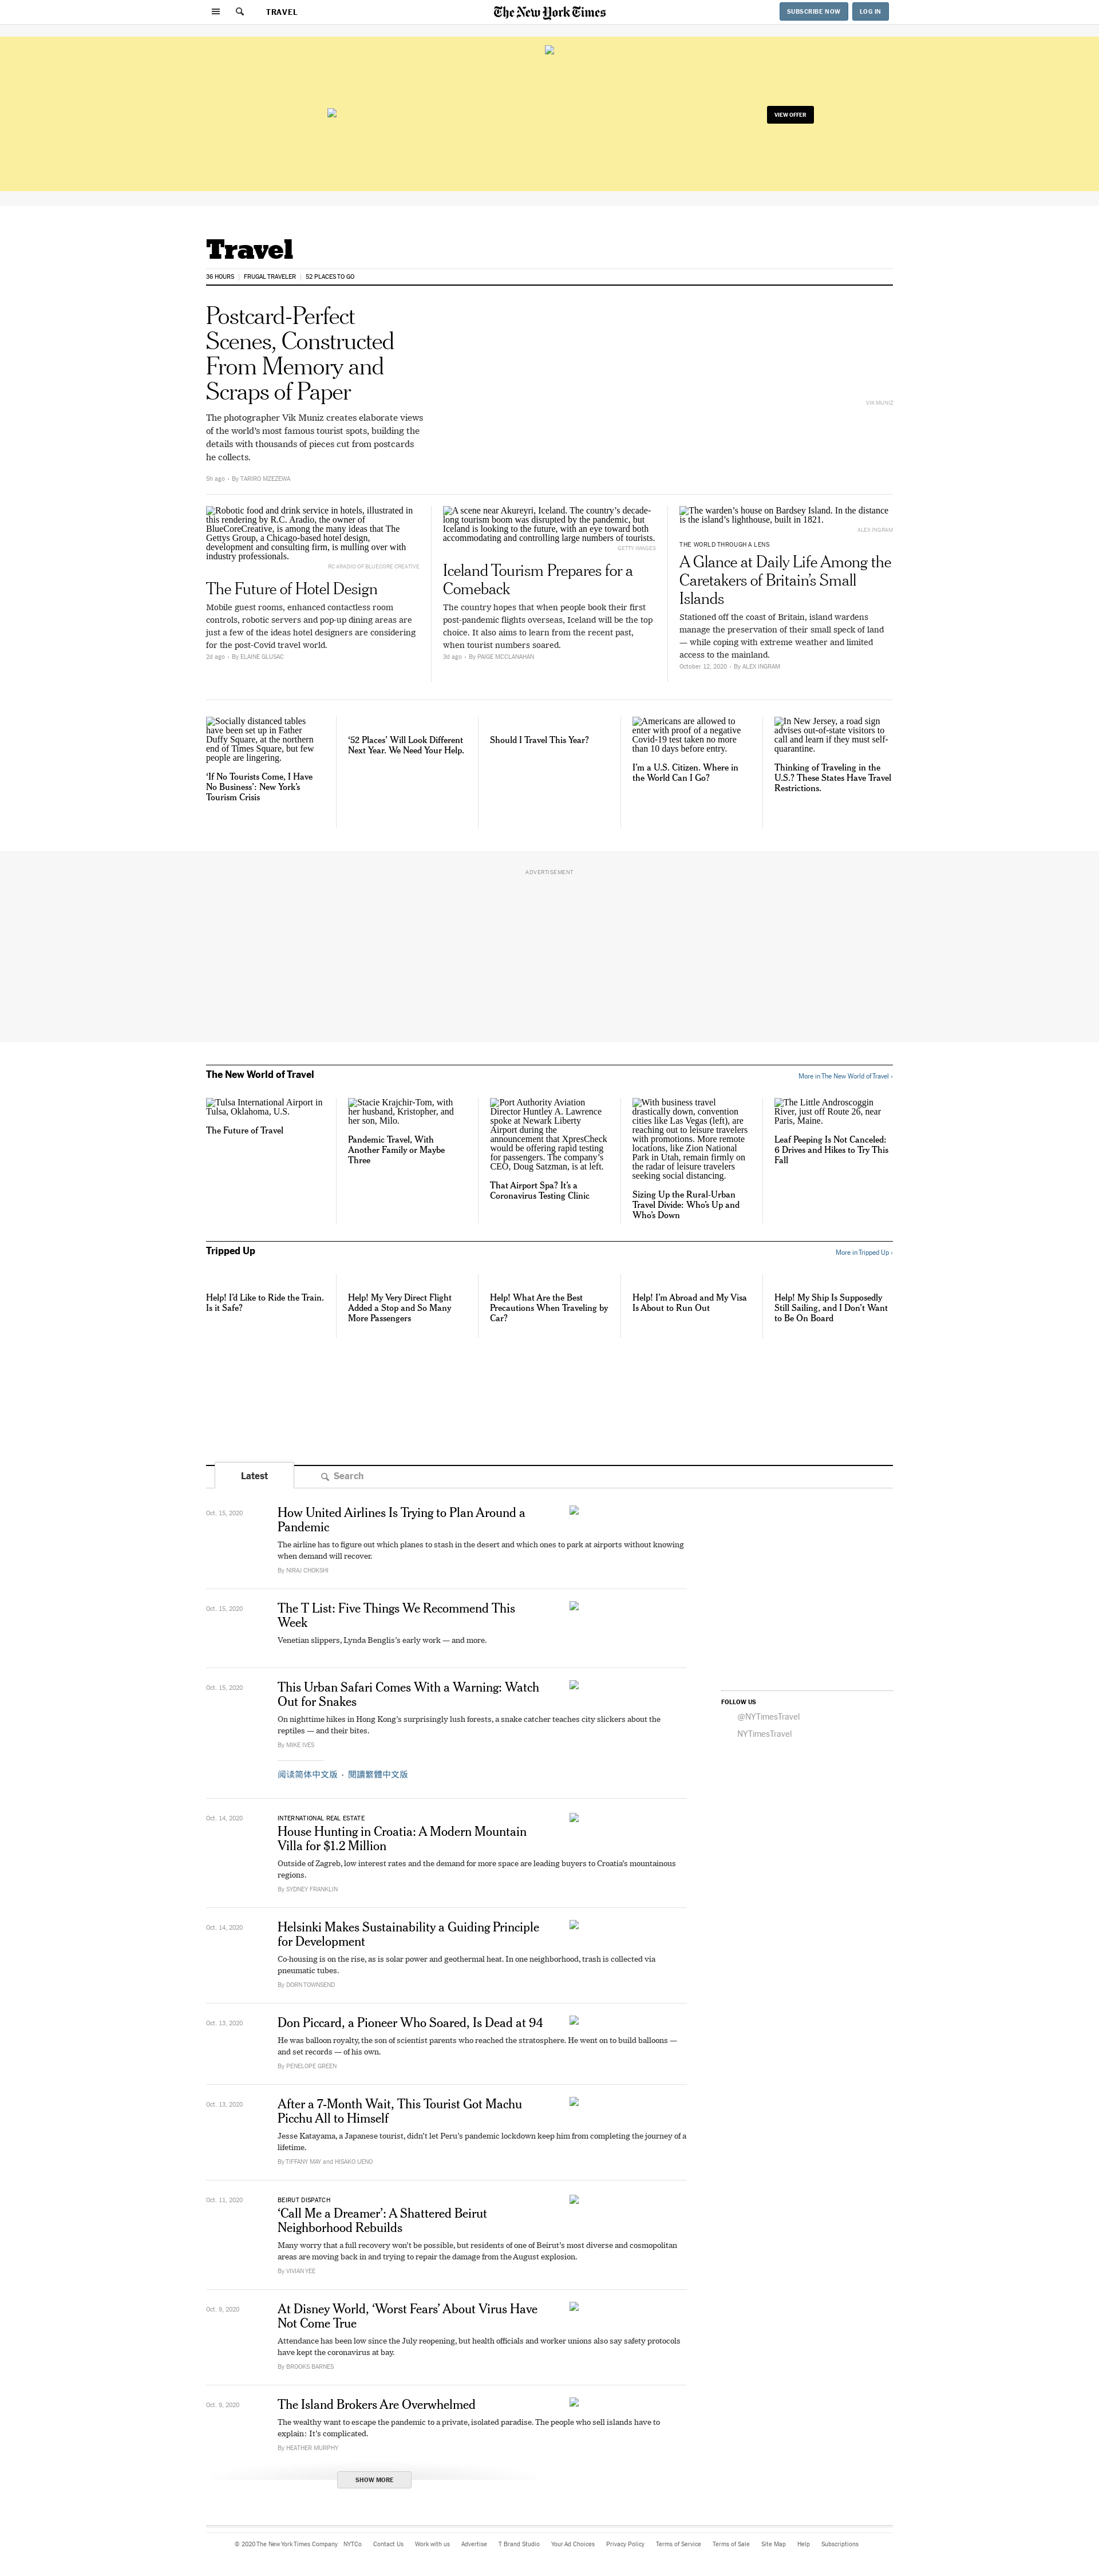 TRAVEL
The New York Times
SUBSCRIBE NOW
LOG IN
VIEW OFFER
Travel
36 HOURS
FRUGAL TRAVELER
52 PLACES TO GO
Postcard-Perfect
Scenes, Constructed
From Memory and
Scraps of Paper
The photographer Vik Muniz creates elaborate views
of the world’s most famous tourist spots, building the
details with thousands of pieces cut from postcards
he collects.
5h ago • By TARIRO MZEZEWA
VIK MUNIZ
Robotic food and drink service in hotels, illustrated in
this rendering by R.C. Aradio, the owner of
BlueCoreCreative, is among the many ideas that The
Gettys Group, a Chicago-based hotel design,
development and consulting firm, is mulling over with
industry professionals.
RC ARADIO OF BLUECORE CREATIVE
The Future of Hotel Design
Mobile guest rooms, enhanced contactless room
controls, robotic servers and pop-up dining areas are
just a few of the ideas hotel designers are considering
for the post-Covid travel world.
2d ago • By ELAINE GLUSAC
A scene near Akureyri, Iceland. The country’s decade-
long tourism boom was disrupted by the pandemic, but
Iceland is looking to the future, with an eye toward both
accommodating and controlling large numbers of tourists.
GETTY IMAGES
Iceland Tourism Prepares for a
Comeback
The country hopes that when people book their first
post-pandemic flights overseas, Iceland will be the top
choice. It also aims to learn from the recent past,
when tourist numbers soared.
3d ago • By PAIGE MCCLANAHAN
The warden’s house on Bardsey Island. In the distance
is the island’s lighthouse, built in 1821.
ALEX INGRAM
THE WORLD THROUGH A LENS
A Glance at Daily Life Among the
Caretakers of Britain’s Small
Islands
Stationed off the coast of Britain, island wardens
manage the preservation of their small speck of land
— while coping with extreme weather and limited
access to the mainland.
October 12, 2020 • By ALEX INGRAM
Socially distanced tables
have been set up in Father
Duffy Square, at the northern
end of Times Square, but few
people are lingering.
‘If No Tourists Come, I Have
No Business’: New York’s
Tourism Crisis
‘52 Places’ Will Look Different
Next Year. We Need Your Help.
Should I Travel This Year?
Americans are allowed to
enter with proof of a negative
Covid-19 test taken no more
than 10 days before entry.
I’m a U.S. Citizen. Where in
the World Can I Go?
In New Jersey, a road sign
advises out-of-state visitors to
call and learn if they must self-
quarantine.
Thinking of Traveling in the
U.S.? These States Have Travel
Restrictions.
ADVERTISEMENT
The New World of Travel
More in The New World of Travel ›
Tulsa International Airport in
Tulsa, Oklahoma, U.S.
The Future of Travel
Stacie Krajchir-Tom, with
her husband, Kristopher, and
her son, Milo.
Pandemic Travel, With
Another Family or Maybe
Three
Port Authority Aviation
Director Huntley A. Lawrence
spoke at Newark Liberty
Airport during the
announcement that XpresCheck
would be offering rapid testing
for passengers. The company’s
CEO, Doug Satzman, is at left.
That Airport Spa? It’s a
Coronavirus Testing Clinic
With business travel
drastically down, convention
cities like Las Vegas (left), are
reaching out to leisure travelers
with promotions. More remote
locations, like Zion National
Park in Utah, remain firmly on
the radar of leisure travelers
seeking social distancing.
Sizing Up the Rural-Urban
Travel Divide: Who’s Up and
Who’s Down
The Little Androscoggin
River, just off Route 26, near
Paris, Maine.
Leaf Peeping Is Not Canceled:
6 Drives and Hikes to Try This
Fall
Tripped Up
More in Tripped Up ›
Help! I’d Like to Ride the Train.
Is it Safe?
Help! My Very Direct Flight
Added a Stop and So Many
More Passengers
Help! What Are the Best
Precautions When Traveling by
Car?
Help! I’m Abroad and My Visa
Is About to Run Out
Help! My Ship Is Supposedly
Still Sailing, and I Don’t Want
to Be On Board
Latest
Search
Oct. 15, 2020
How United Airlines Is Trying to Plan Around a
Pandemic
The airline has to figure out which planes to stash in the desert and which ones to park at airports without knowing
when demand will recover.
By NIRAJ CHOKSHI
Oct. 15, 2020
The T List: Five Things We Recommend This
Week
Venetian slippers, Lynda Benglis’s early work — and more.
Oct. 15, 2020
This Urban Safari Comes With a Warning: Watch
Out for Snakes
On nighttime hikes in Hong Kong’s surprisingly lush forests, a snake catcher teaches city slickers about the
reptiles — and their bites.
By MIKE IVES
阅读简体中文版 • 閱讀繁體中文版
FOLLOW US
@NYTimesTravel
NYTimesTravel
Oct. 14, 2020
INTERNATIONAL REAL ESTATE
House Hunting in Croatia: A Modern Mountain
Villa for $1.2 Million
Outside of Zagreb, low interest rates and the demand for more space are leading buyers to Croatia’s mountainous
regions.
By SYDNEY FRANKLIN
Oct. 14, 2020
Helsinki Makes Sustainability a Guiding Principle
for Development
Co-housing is on the rise, as is solar power and geothermal heat. In one neighborhood, trash is collected via
pneumatic tubes.
By DORN TOWNSEND
Oct. 13, 2020
Don Piccard, a Pioneer Who Soared, Is Dead at 94
He was balloon royalty, the son of scientist parents who reached the stratosphere. He went on to build balloons —
and set records — of his own.
By PENELOPE GREEN
Oct. 13, 2020
After a 7-Month Wait, This Tourist Got Machu
Picchu All to Himself
Jesse Katayama, a Japanese tourist, didn’t let Peru’s pandemic lockdown keep him from completing the journey of a
lifetime.
By TIFFANY MAY and HISAKO UENO
Oct. 11, 2020
BEIRUT DISPATCH
‘Call Me a Dreamer’: A Shattered Beirut
Neighborhood Rebuilds
Many worry that a full recovery won’t be possible, but residents of one of Beirut’s most diverse and cosmopolitan
areas are moving back in and trying to repair the damage from the August explosion.
By VIVIAN YEE
Oct. 9, 2020
At Disney World, ‘Worst Fears’ About Virus Have
Not Come True
Attendance has been low since the July reopening, but health officials and worker unions also say safety protocols
have kept the coronavirus at bay.
By BROOKS BARNES
Oct. 9, 2020
The Island Brokers Are Overwhelmed
The wealthy want to escape the pandemic to a private, isolated paradise. The people who sell islands have to
explain: It’s complicated.
By HEATHER MURPHY
SHOW MORE
© 2020 The New York Times Company
NYTCo
Contact Us
Work with us
Advertise
T Brand Studio
Your Ad Choices
Privacy Policy
Terms of Service
Terms of Sale
Site Map
Help
Subscriptions